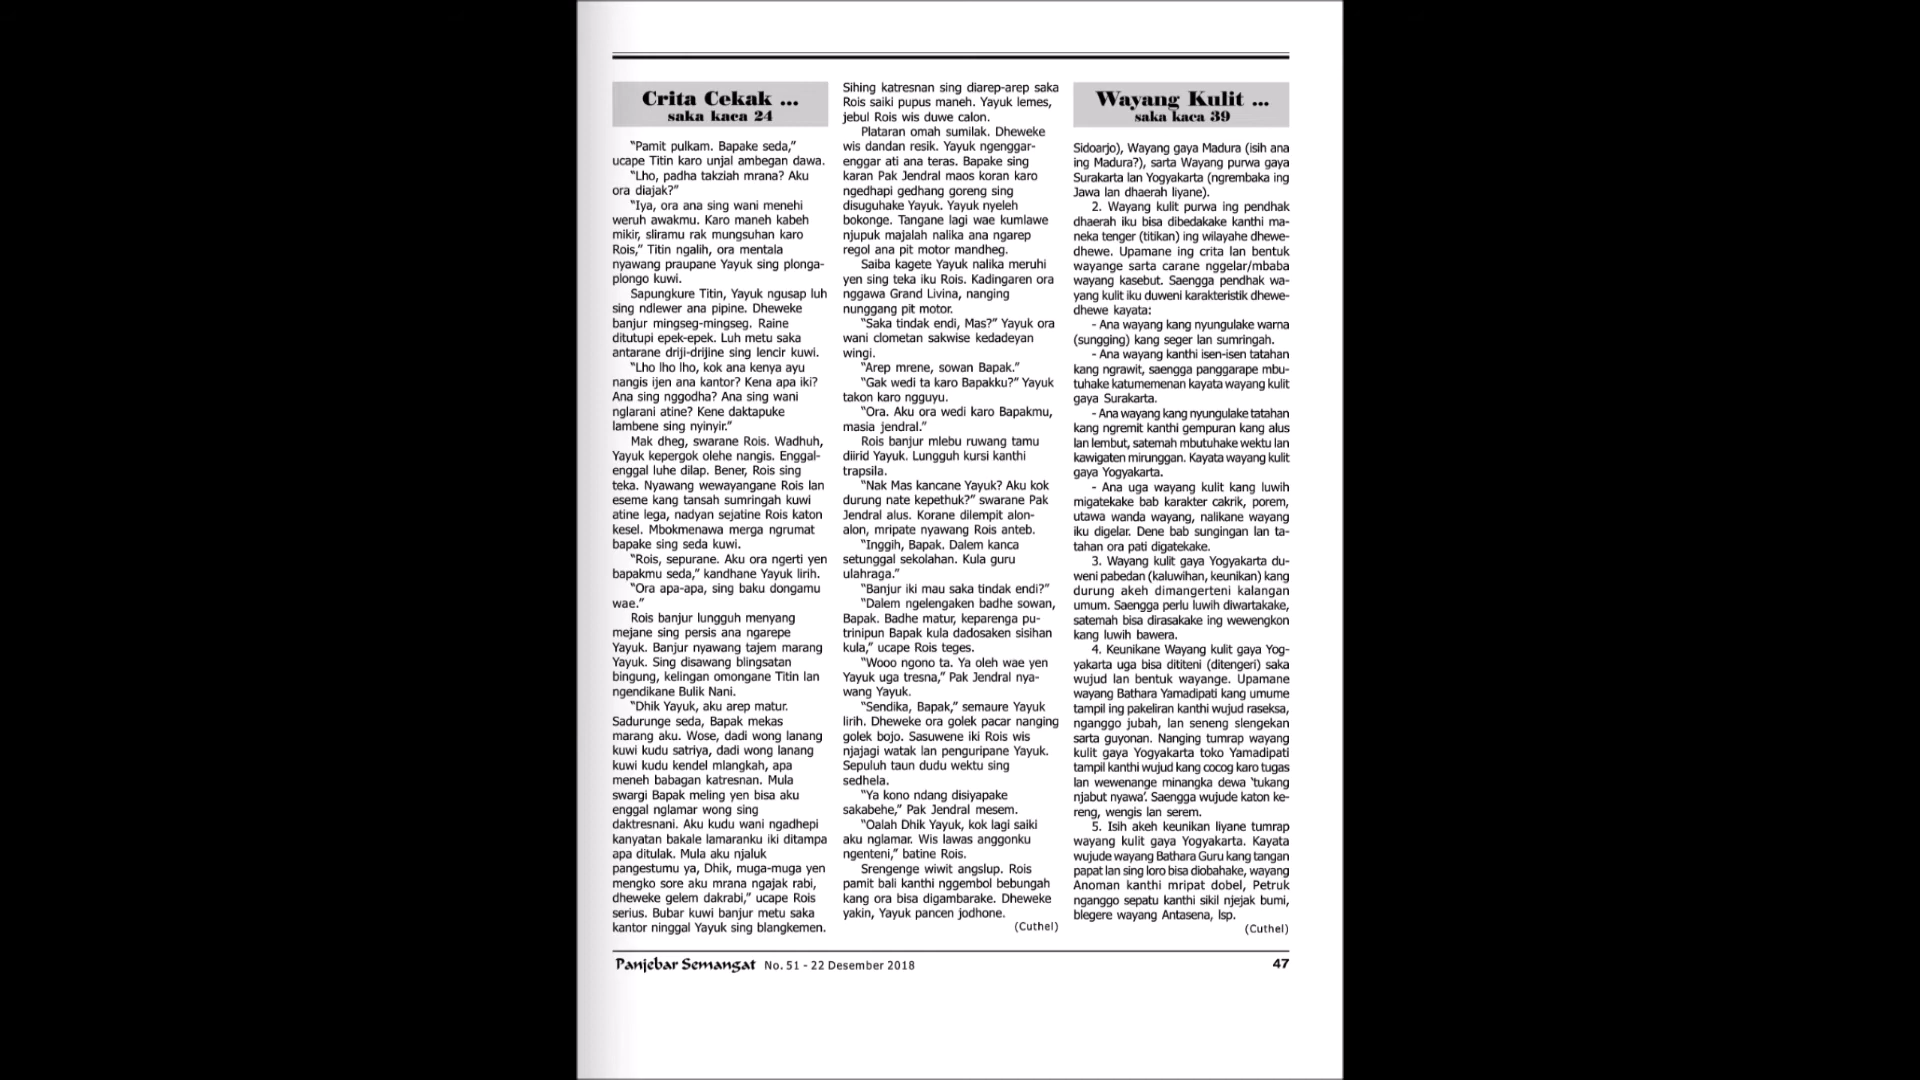 Crita Cekak ...
saka kaca 24
"Pamit pulkam. Bapake seda,"
ucape Titin karo unjal ambegan dawa.
"Lho, padha takziah mrana? Aku
ora diajak?"
"Iya, ora ana sing wani menehi
weruh awakmu. Karo maneh kabeh
mikir, sliramu rak mungsuhan karo
Rois," Titin ngalih, ora mentala
nyawang praupane Yayuk sing plonga-
plongo kuwi.
Sapungkure Titin, Yayuk ngusap luh
sing ndlewer ana pipine. Dheweke
banjur mingseg-mingseg. Raine
ditutupi epek-epek. Luh metu saka
antarane driji-drijine sing lencir kuwi.
"Lho lho lho, kok ana kenya ayu
nangis ijen ana kantor? Kena apa iki?
Ana sing nggodha? Ana sing wani
nglarani atine? Kene daktapuke
lambene sing nyinyir."
Mak dheg, swarane Rois. Wadhuh,
Yayuk kepergok olehe nangis. Enggal-
enggal luhe dilap. Bener, Rois sing
teka. Nyawang wewayangane Rois lan
eseme kang tansah sumringah kuwi
atine lega, nadyan sejatine Rois katon
kesel. Mbokmenawa merga ngrumat
bapake sing seda kuwi.
"Rois, sepurane. Aku ora ngerti yen
bapakmu seda," kandhane Yayuk lirih.
"Ora apa-apa, sing baku dongamu
wae."
Rois banjur lungguh menyang
mejane sing persis ana ngarepe
Yayuk. Banjur nyawang tajem marang
Yayuk. Sing disawang blingsatan
bingung, kelingan omongane Titin lan
ngendikane Bulik Nani.
"Dhik Yayuk, aku arep matur.
Sadurunge seda, Bapak mekas
marang aku. Wose, dadi wong lanang
kuwi kudu satriya, dadi wong lanang
kuwi kudu kendel mlangkah, apa
meneh babagan katresnan. Mula
swargi Bapak meling yen bisa aku
enggal nglamar wong sing
daktresnani. Aku kudu wani ngadhepi
kanyatan bakale lamaranku iki ditampa
apa ditulak. Mula aku njaluk
pangestumu ya, Dhik, muga-muga yen
mengko sore aku mrana ngajak rabi,
dheweke gelem dakrabi," ucape Rois
serius. Bubar kuwi banjur metu saka
kantor ninggal Yayuk sing blangkemen.
Sihing katresnan sing diarep-arep saka
Rois saiki pupus maneh. Yayuk lemes,
jebul Rois wis duwe calon.
Plataran omah sumilak. Dheweke
wis dandan resik. Yayuk ngenggar-
enggar ati ana teras. Bapake sing
karan Pak Jendral maos koran karo
ngedhapi gedhang goreng sing
disuguhake Yayuk. Yayuk nyeleh
bokonge. Tangane lagi wae kumlawe
njupuk majalah nalika ana ngarep
regol ana pit motor mandheg.
Saiba kagete Yayuk nalika meruhi
yen sing teka iku Rois. Kadingaren ora
nggawa Grand Livina, nanging
nunggang pit motor.
"Saka tindak endi, Mas?" Yayuk ora
wani clometan sakwise kedadeyan
wingi.
"Arep mrene, sowan Bapak."
"Gak wedi ta karo Bapakku?" Yayuk
takon karo ngguyu.
"Ora. Aku ora wedi karo Bapakmu,
masia jendral."
Rois banjur mlebu ruwang tamu
diirid Yayuk. Lungguh kursi kanthi
trapsila.
"Nak Mas kancane Yayuk? Aku kok
durung nate kepethuk?" swarane Pak
Jendral alus. Korane dilempit alon-
alon, mripate nyawang Rois anteb.
"Inggih, Bapak. Dalem kanca
setunggal sekolahan. Kula guru
ulahraga."
"Banjur iki mau saka tindak endi?"
"Dalem ngelengaken badhe sowan,
Bapak. Badhe matur, keparenga pu-
trinipun Bapak kula dadosaken sisihan
kula," ucape Rois teges.
"Wooo ngono ta. Ya oleh wae yen
Yayuk uga tresna," Pak Jendral nya-
wang Yayuk.
"Sendika, Bapak," semaure Yayuk
lirih. Dheweke ora golek pacar nanging
golek bojo. Sasuwene iki Rois wis
njajagi watak lan penguripane Yayuk.
Sepuluh taun dudu wektu sing
sedhela.
"Ya kono ndang disiyapake
sakabehe," Pak Jendral mesem.
"Oalah Dhik Yayuk, kok lagi saiki
aku nglamar. Wis lawas anggonku
ngenteni," batine Rois.
Srengenge wiwit angslup. Rois
pamit bali kanthi nggembol bebungah
kang ora bisa digambarake. Dheweke
yakin, Yayuk pancen jodhone.
(Cuthel)
Wayang Kulit ...
saka kaca 39
Sidoarjo), Wayang gaya Madura (isih ana
ing Madura?), sarta Wayang purwa gaya
Surakarta lan Yogyakarta (ngrembaka ing
Jawa lan dhaerah liyane).
2. Wayang kulit purwa ing pendhak
dhaerah iku bisa dibedakake kanthi ma-
neka tenger (titikan) ing wilayahe dhewe-
dhewe. Upamane ing crita lan bentuk
wayange sarta carane nggelar/mbaba
wayang kasebut. Saengga pendhak wa-
yang kulit iku duweni karakteristik dhewe-
dhewe kayata:
- Ana wayang kang nyungulake warna
(sungging) kang seger lan sumringah.
- Ana wayang kanthi isen-isen tatahan
kang ngrawit, saengga panggarape mbu-
tuhake katumemenan kayata wayang kulit
gaya Surakarta.
- Ana wayang kang nyungulake tatahan
kang ngremit kanthi gempuran kang alus
lan lembut, satemah mbutuhake wektu lan
kawigaten mirunggan. Kayata wayang kulit
gaya Yogyakarta.
- Ana uga wayang kulit kang luwih
migatekake bab karakter cakrik, porem,
utawa wanda wayang, nalikane wayang
iku digelar. Dene bab sungingan lan ta-
tahan ora pati digatekake.
3. Wayang kulit gaya Yogyakarta du-
weni pabedan (kaluwihan, keunikan) kang
durung akeh dimangerteni kalangan
umum. Saengga perlu luwih diwartakake,
satemah bisa dirasakake ing wewengkon
kang luwih bawera.
4. Keunikane Wayang kulit gaya Yog-
yakarta uga bisa dititeni (ditengeri) saka
wujud lan bentuk wayange. Upamane
wayang Bathara Yamadipati kang umume
tampil ing pakeliran kanthi wujud raseksa,
nganggo jubah, lan seneng slengekan
sarta guyonan. Nanging tumrap wayang
kulit gaya Yogyakarta toko Yamadipati
tampil kanthi wujud kang cocog karo tugas
lan wewenange minangka dewa 'tukang
njabut nyawa'. Saengga wujude katon ke-
reng, wengis lan serem.
5. Isih akeh keunikan liyane tumrap
wayang kulit gaya Yogyakarta. Kayata
wujude wayang Bathara Guru kang tangan
papat lan sing loro bisa diobahake, wayang
Anoman kanthi mripat dobel, Petruk
nganggo sepatu kanthi sikil njejak bumi,
blegere wayang Antasena, lsp.
(Cuthel)
Panjebar Semangat No. 51 - 22 Desember 2018
47